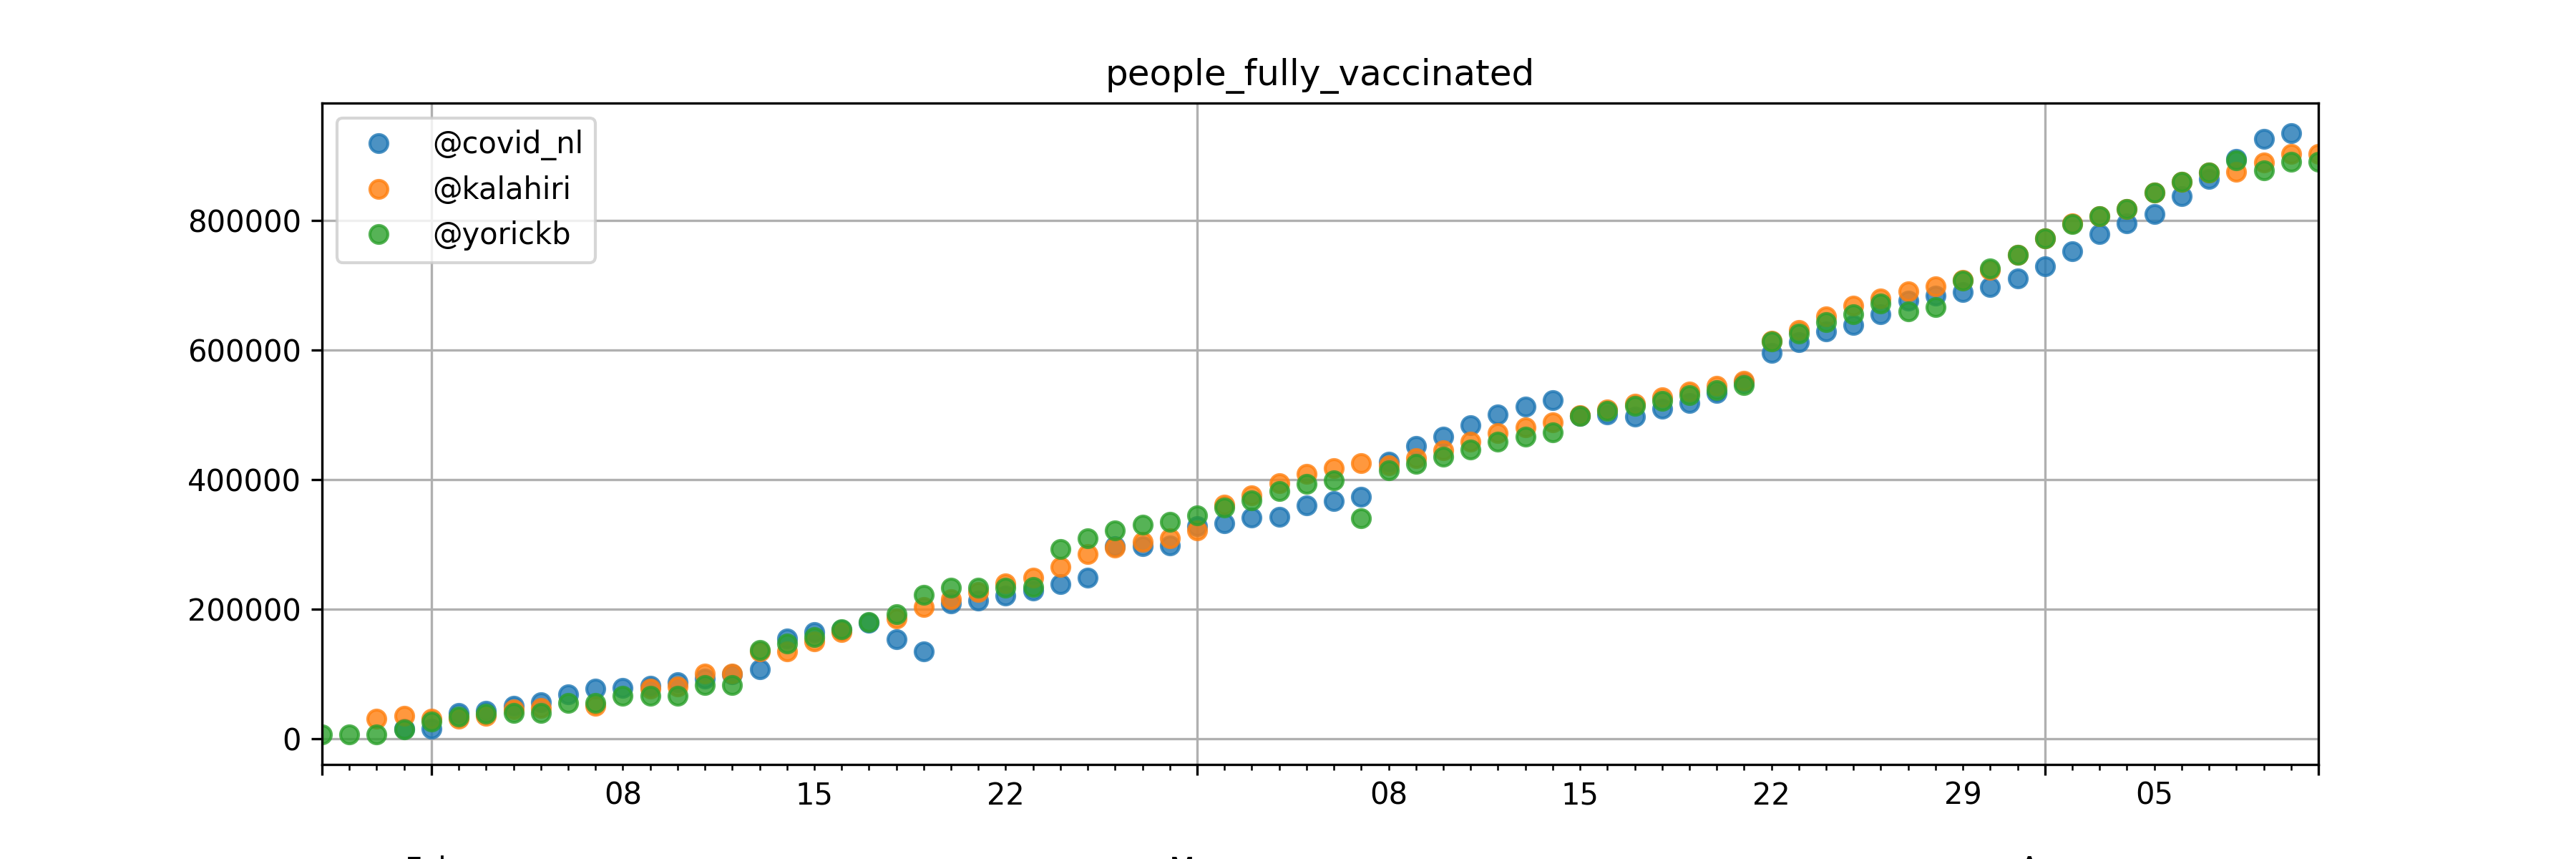 people_fully_vaccinated
@covid_nl
@kalahiri
@yorickb
800000
600000
400000
200000
0
08 15 22 08 15 22 29 05